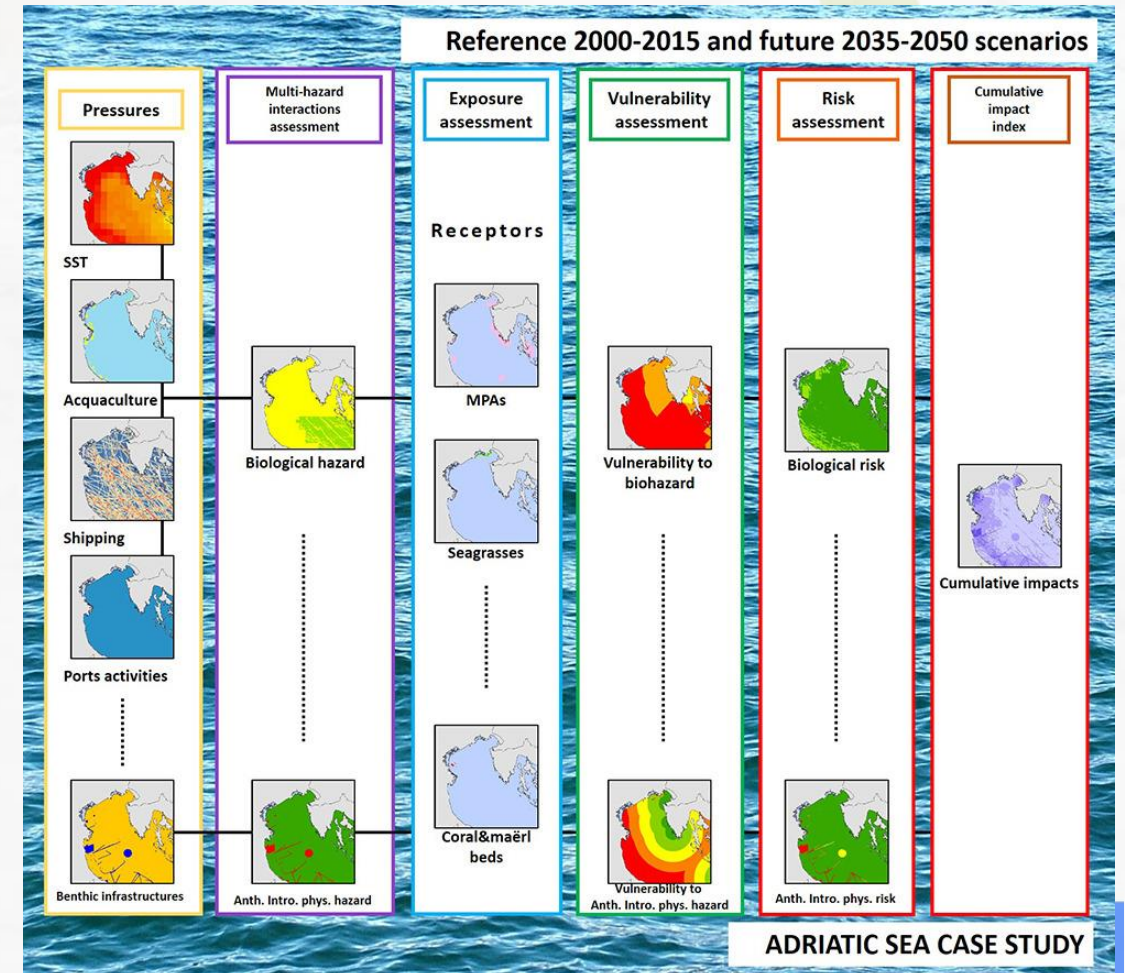 Reference 2000-2015 and future 2035-2050 scenarios
Pressures
SST
Acquaculture
Shipping
Ports activities
Benthic infrastructures
Multi-hazard
interactions
assessment
Biological hazard
Anth. Intro. phys. hazard
Exposure
assessment
Receptors
MPAs
Seagrasses
Coral&maërl
beds
Vulnerability
assessment
Vulnerability to
biohazard
Vulnerability to
Anth. Intro. phys. hazard
Risk
assessment
Biological risk
Anth. Intro. phys. risk
Cumulative
impact
index
Cumulative impacts
ADRIATIC SEA CASE STUDY